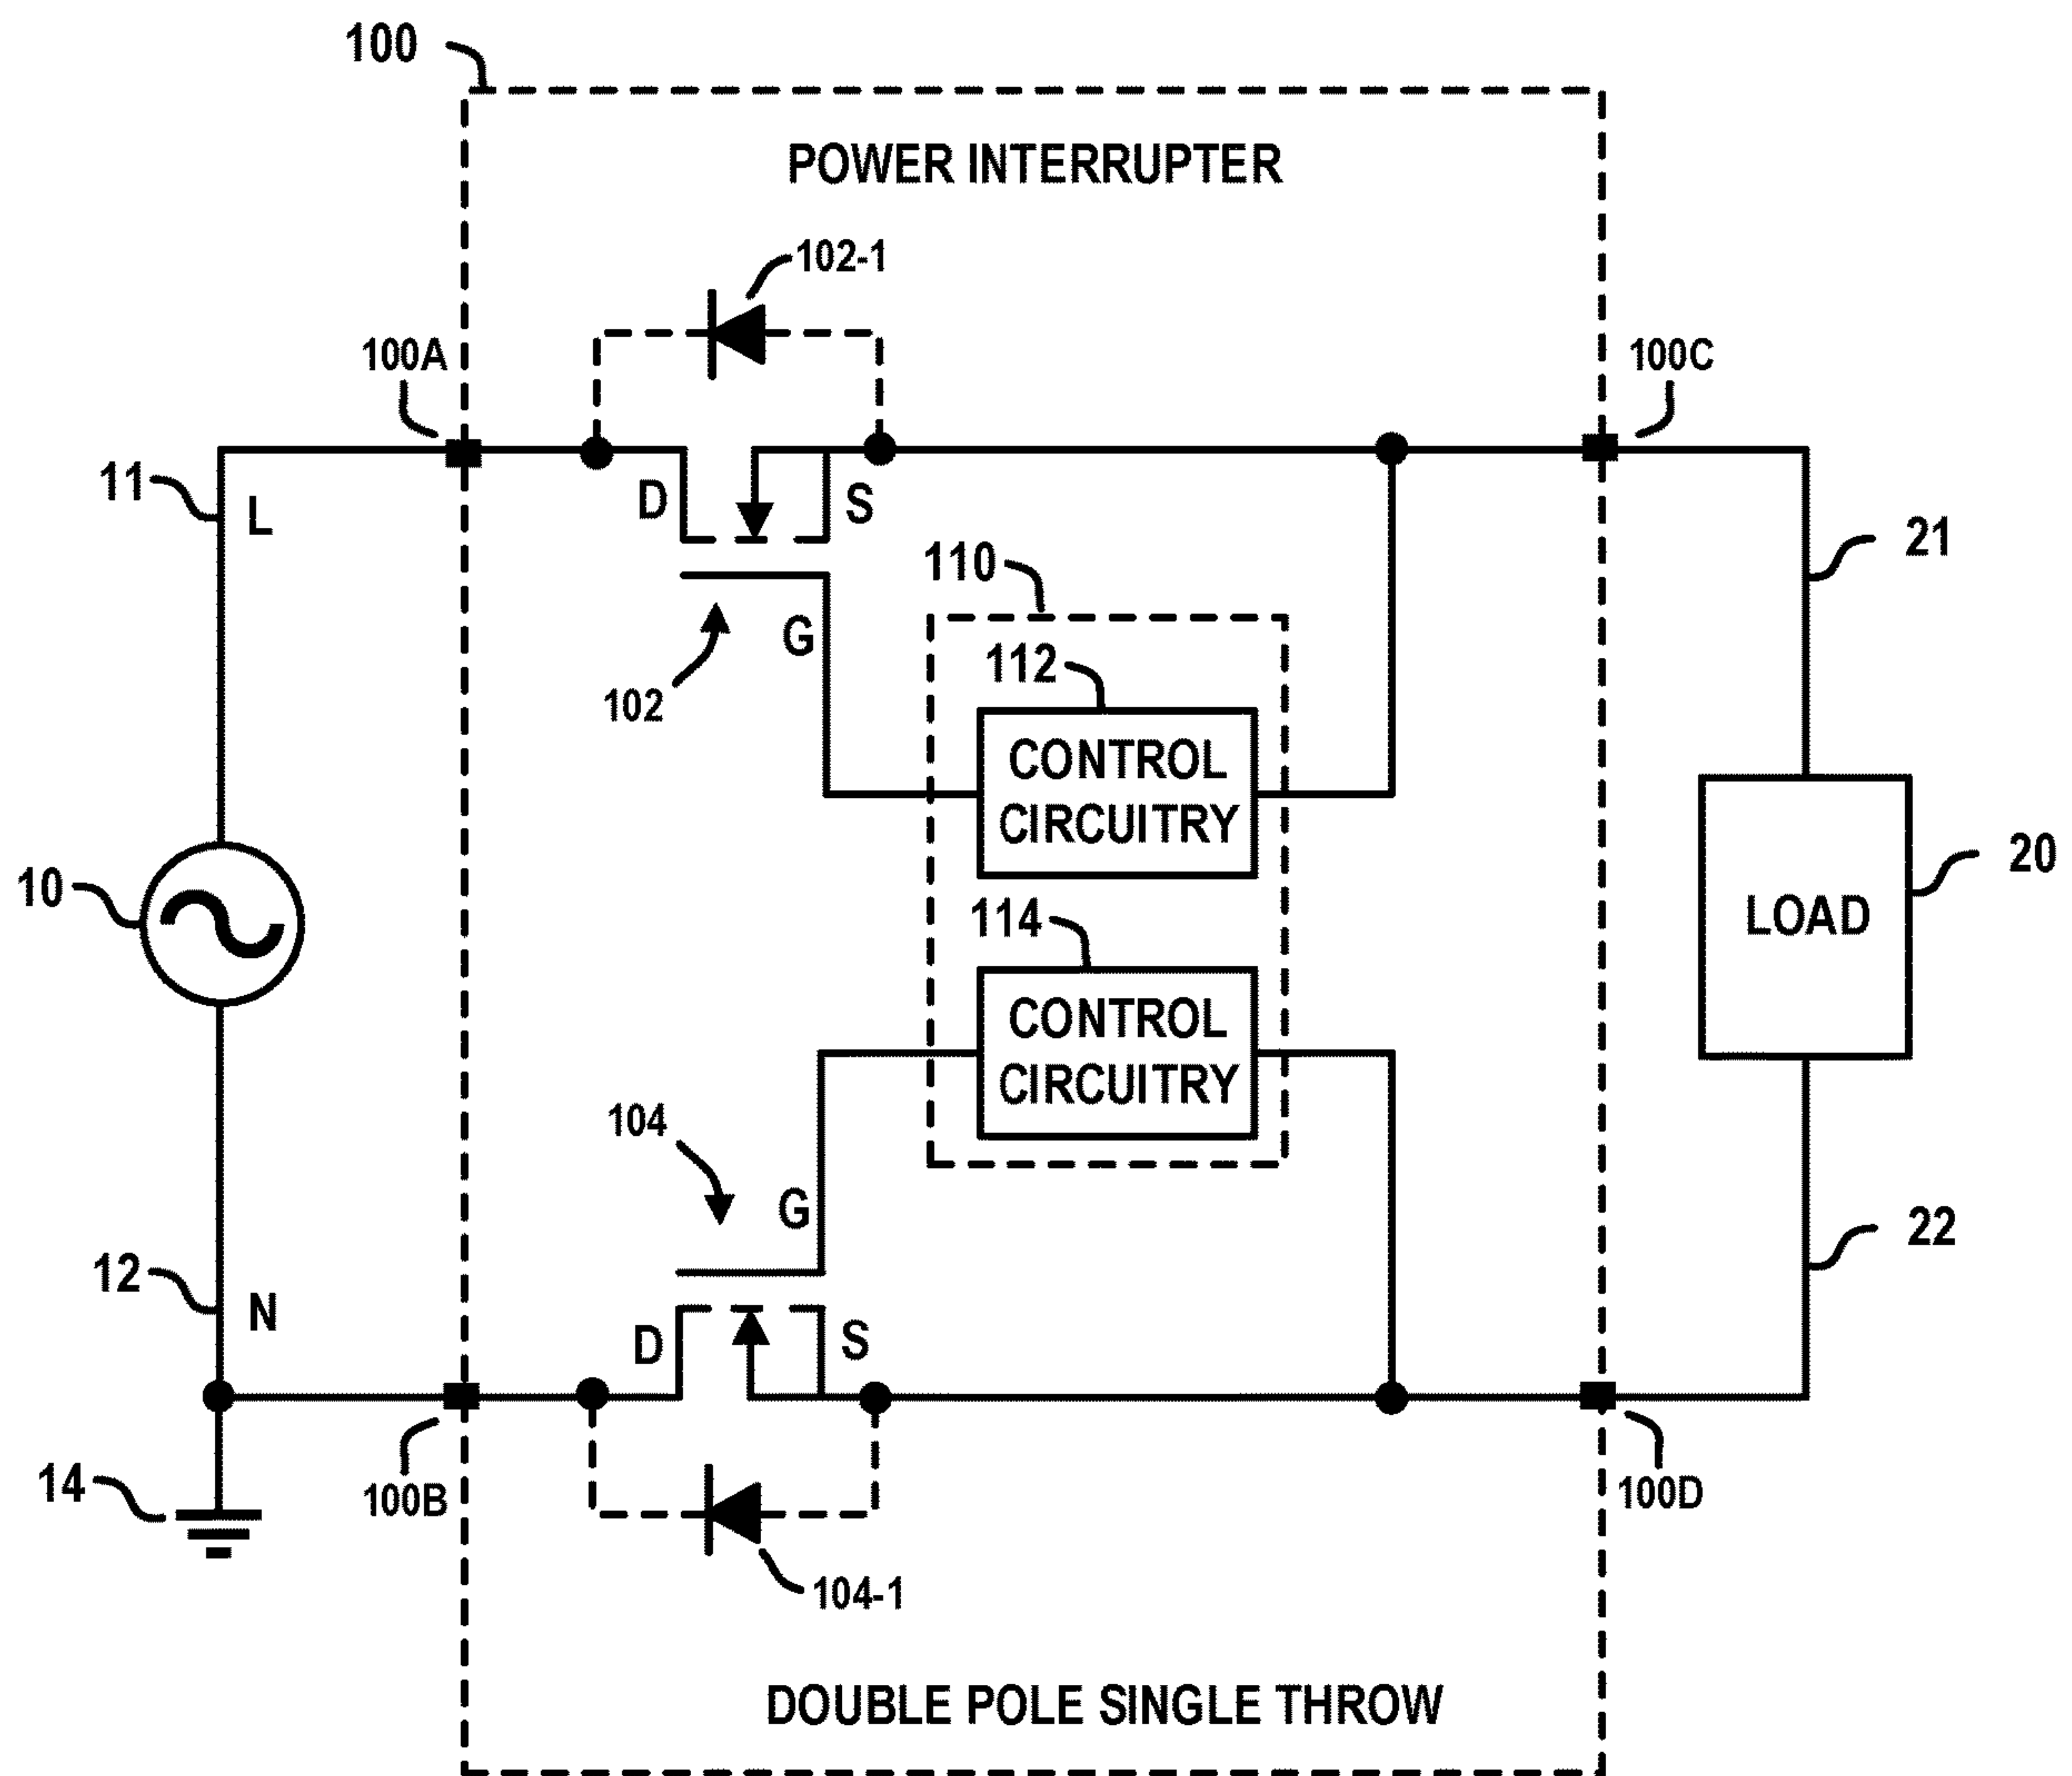 100
POWER INTERRUPTER
102-1
100A
100C
11
L
D
S
21
110
G
112
102
CONTROL
CIRCUITRY
10
20
LOAD
114
CONTROL
CIRCUITRY
104
G
22
12
N
D
S
14
100B
100D
104-1
DOUBLE POLE SINGLE THROW